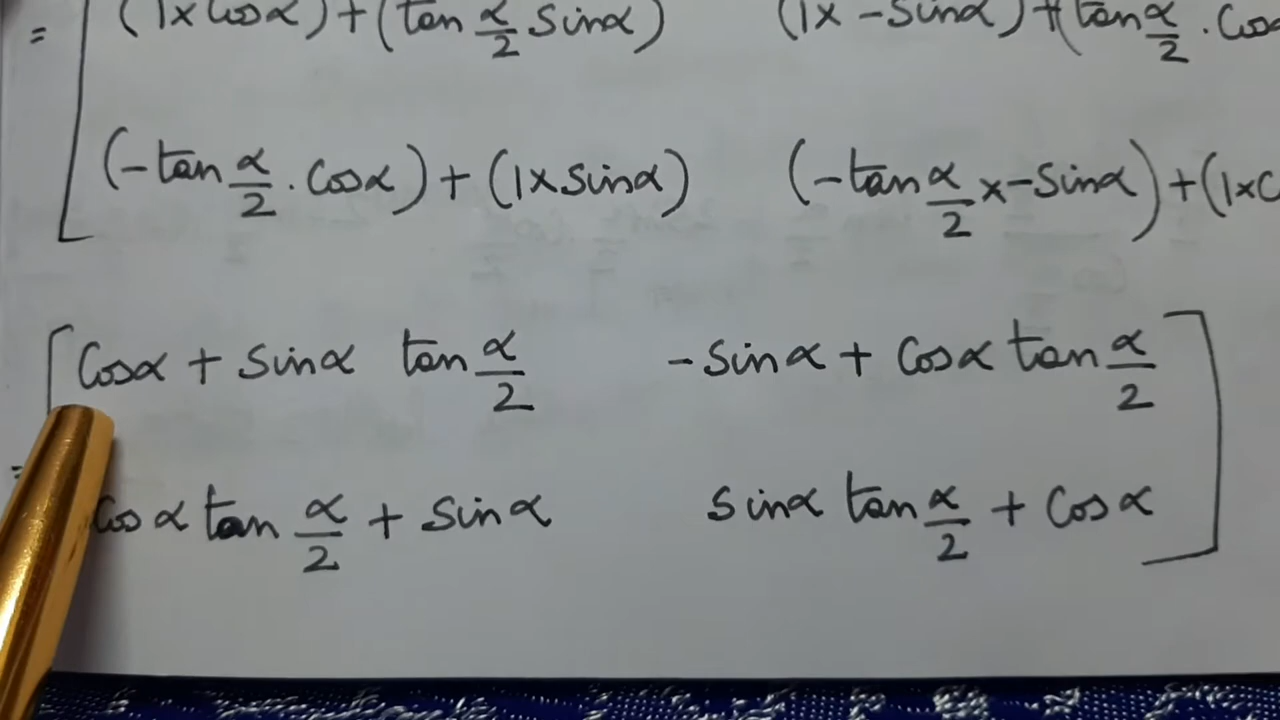 = (1×Cosα) + (tan α/2 Sinα) (1× -Sinα) + (tan α/2 . Cos
(-tan α/2 . Cosα) + (1×Sinα) (-tan α/2 × -Sinα) + (1×C
Cosα + Sinα tan α/2 -Sinα + Cosα tan α/2
= Cosα tan α/2 + Sinα Sinα tan α/2 + Cosα